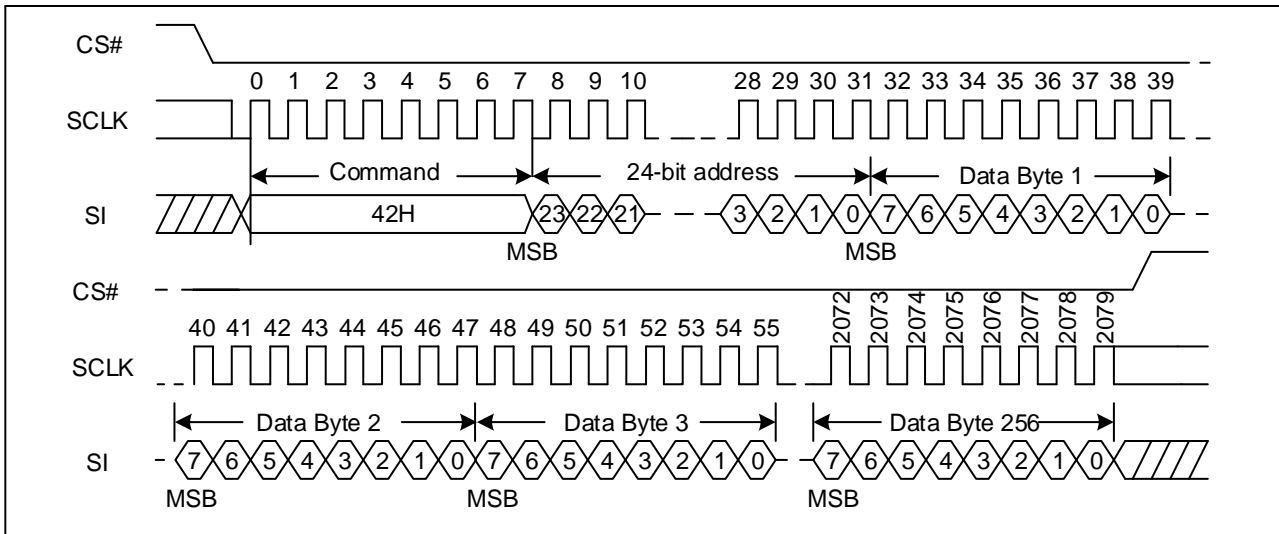 CS#
0 1 2 3 4 5 6 7 8 9 10 28 29 30 31 32 33 34 35 36 37 38 39
SCLK
Command 24-bit address Data Byte 1
SI 42H 23 22 21 3 2 1 0 7 6 5 4 3 2 1 0
MSB MSB
CS#
40 41 42 43 44 45 46 47 48 49 50 51 52 53 54 55 2072 2073 2074 2075 2076 2077 2078 2079
SCLK
Data Byte 2 Data Byte 3 Data Byte 256
SI 7 6 5 4 3 2 1 0 7 6 5 4 3 2 1 0 7 6 5 4 3 2 1 0
MSB MSB MSB